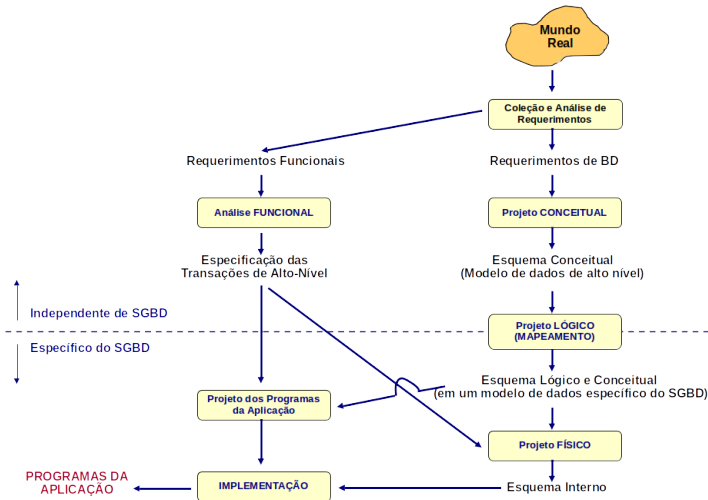 Mundo
Real
Coleção e Análise de
Requerimentos
Requerimentos Funcionais
Requerimentos de BD
Análise FUNCIONAL
Projeto CONCEITUAL
Especificação das
Transações de Alto-Nível
Esquema Conceitual
(Modelo de dados de alto nível)
Independente de SGBD
Projeto LÓGICO
(MAPEAMENTO)
Específico do SGBD
Esquema Lógico e Conceitual
(em um modelo de dados específico do SGBD)
Projeto dos Programas
da Aplicação
Projeto FÍSICO
PROGRAMAS DA
APLICAÇÃO
IMPLEMENTAÇÃO
Esquema Interno